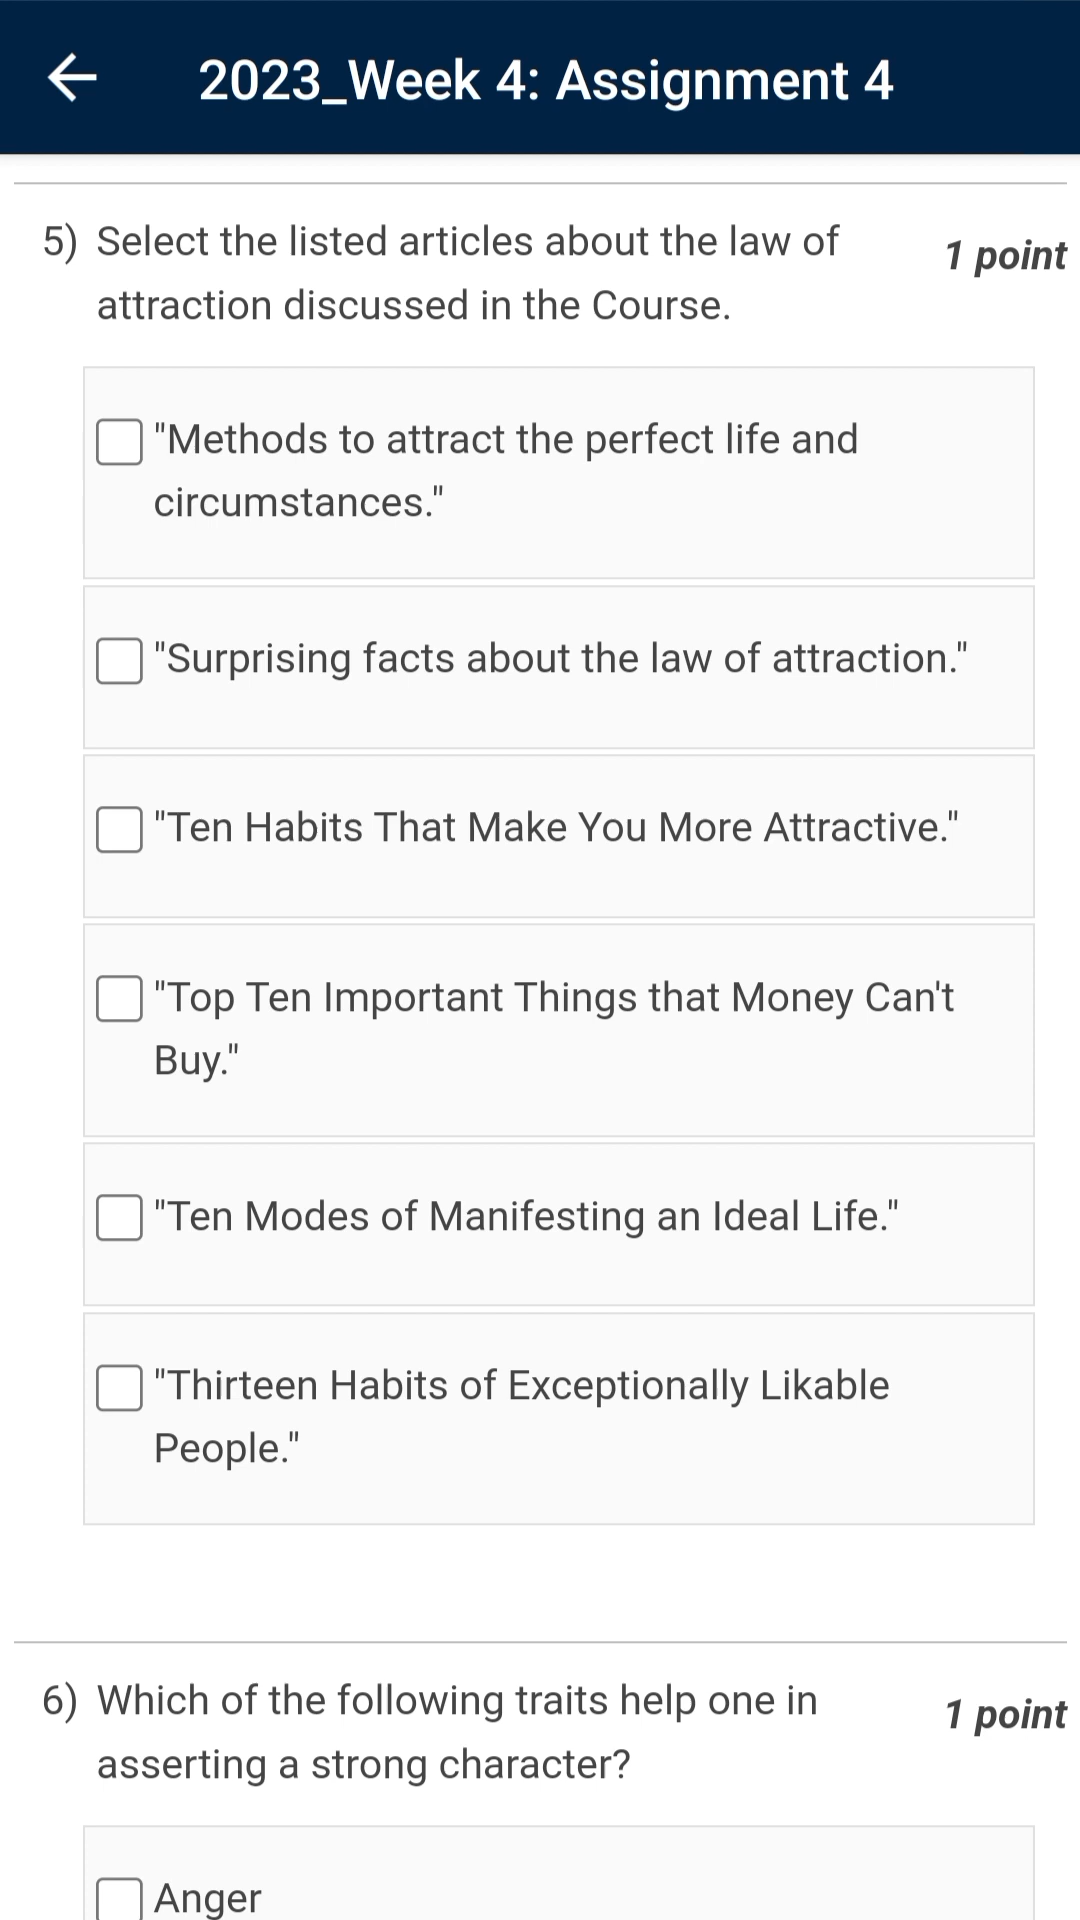 2023_Week 4: Assignment 4
5) Select the listed articles about the law of
1 point
attraction discussed in the Course.
"Methods to attract the perfect life and
circumstances."
"Surprising facts about the law of attraction."
"Ten Habits That Make You More Attractive."
"Top Ten Important Things that Money Can't
Buy."
"Ten Modes of Manifesting an Ideal Life."
"Thirteen Habits of Exceptionally Likable
People."
6) Which of the following traits help one in
1 point
asserting a strong character?
Anger